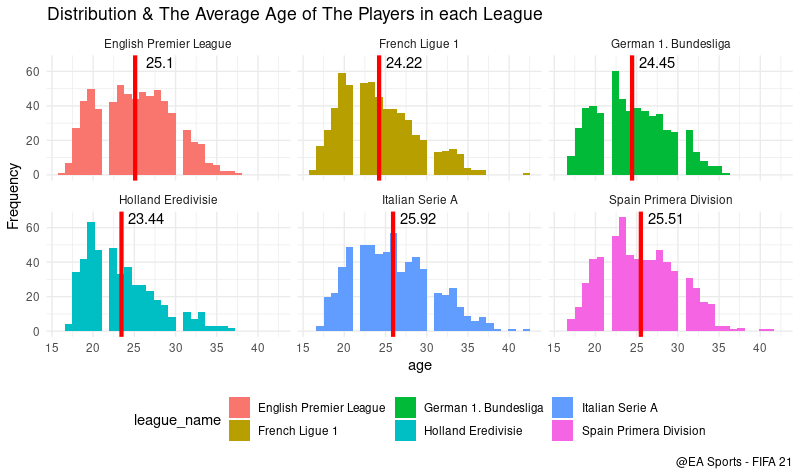 Distribution & The Average Age of The Players in each League
English Premier League
French Ligue 1
German 1. Bundesliga
25.1
24.22
24.45
60
40
20
0
Holland Eredivisie
Italian Serie A
Spain Primera Division
23.44
25.92
25.51
60
40
20
0
Frequency
15 20 25 30 35 40
15 20 25 30 35 40
15 20 25 30 35 40
age
league_name
English Premier League
German 1. Bundesliga
Italian Serie A
French Ligue 1
Holland Eredivisie
Spain Primera Division
@EA Sports - FIFA 21